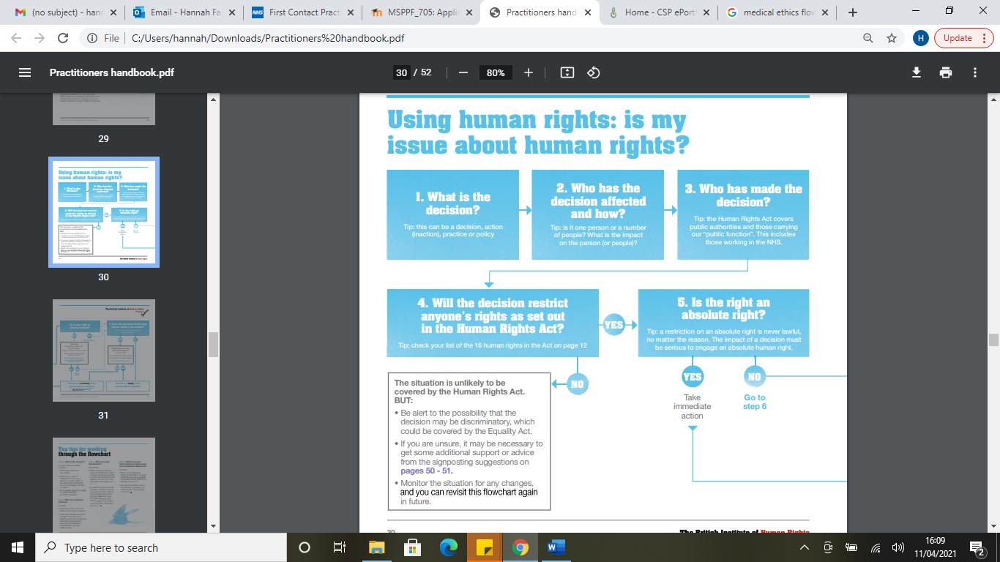 (no subject) - hann
Email - Hannah Fa
First Contact Pract
MSPPF_705: Applic
Practitioners hand
Home - CSP ePort
medical ethics flow
File
C:/Users/hannah/Downloads/Practitioners%20handbook.pdf
H
Update
Practitioners handbook.pdf
30 / 52
80%
29
Using human rights: is my
issue about human rights?
30
31
Top tips for working
through the flowchart
Using human rights: is my
issue about human rights?
1. What is the
decision?
Tip: this can be a decision, action
(inaction), practice or policy
2. Who has the
decision affected
and how?
Tip: is it one person or a number
of people? What is the impact
on the person (or people)?
3. Who has made the
decision?
Tip: the Human Rights Act covers
public authorities and those carrying
our “public function”. This includes
those working in the NHS.
4. Will the decision restrict
anyone’s rights as set out
in the Human Rights Act?
Tip: check your list of the 16 human rights in the Act on page 12
YES
5. Is the right an
absolute right?
Tip: a restriction on an absolute right is never lawful,
no matter the reason. The impact of a decision must
be serious to engage an absolute human right.
NO
The situation is unlikely to be
covered by the Human Rights Act.
BUT:
• Be alert to the possibility that the
decision may be discriminatory, which
could be covered by the Equality Act.
• If you are unsure, it may be necessary to
get some additional support or advice
from the signposting suggestions on
pages 50 - 51.
• Monitor the situation for any changes,
and you can revisit this flowchart again
in future.
YES
Take
immediate
action
NO
Go to
step 6
30
The British Institute of Human Rights
Type here to search
16:09
11/04/2021
2